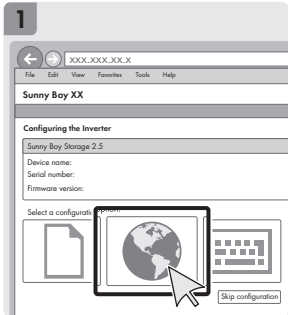 1
XXX.XXX.XX.X
File Edit View Favorites Tools Help
Sunny Boy XX
Configuring the Inverter
Sunny Boy Storage 2.5
Device name:
Serial number:
Firmware version:
Select a configuration option:
Skip configuration